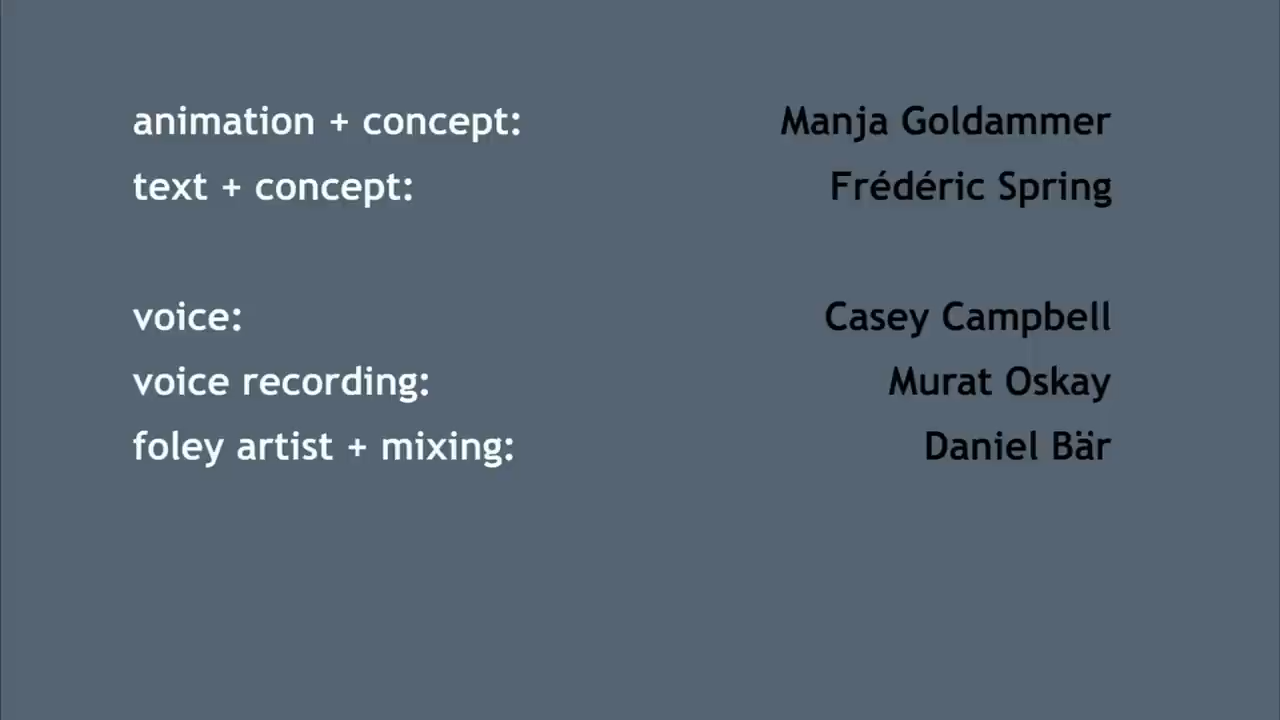 animation + concept: Manja Goldammer
text + concept: Frédéric Spring
voice: Casey Campbell
voice recording: Murat Oskay
foley artist + mixing: Daniel Bär